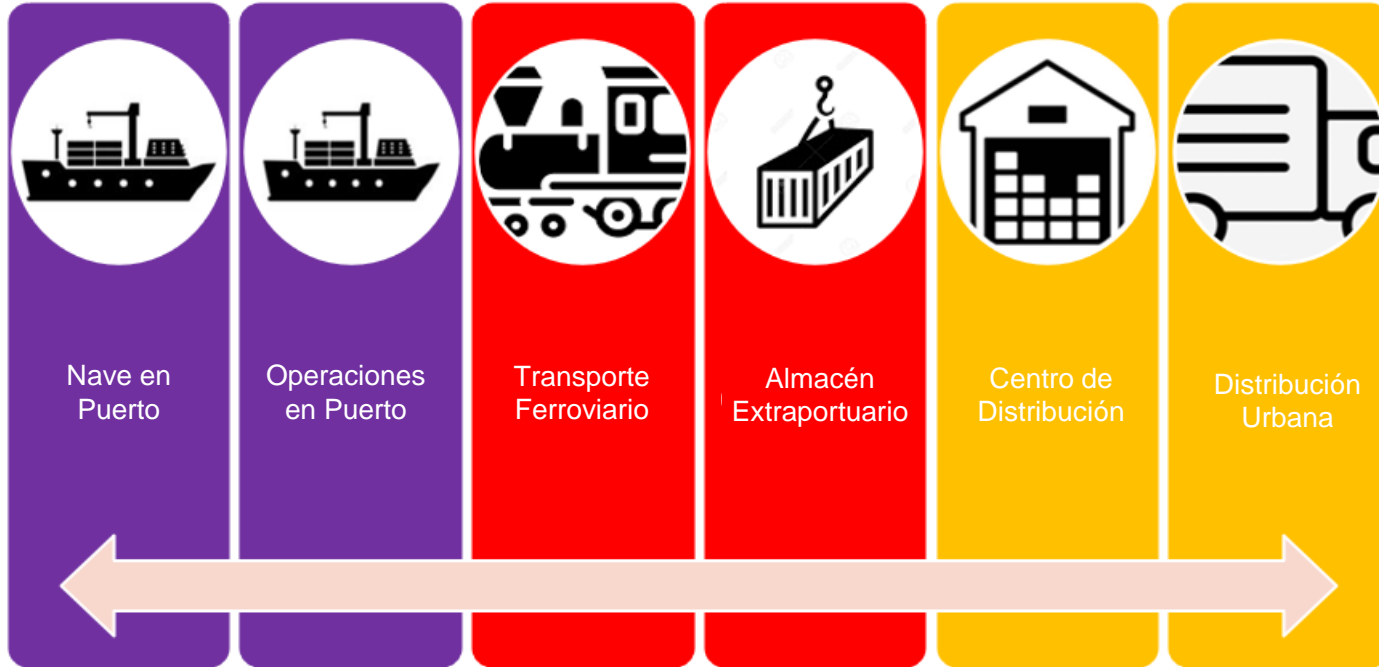 Nave en
Puerto
Operaciones
en Puerto
Transporte
Ferroviario
Almacén
Extraportuario
Centro de
Distribución
Distribución
Urbana